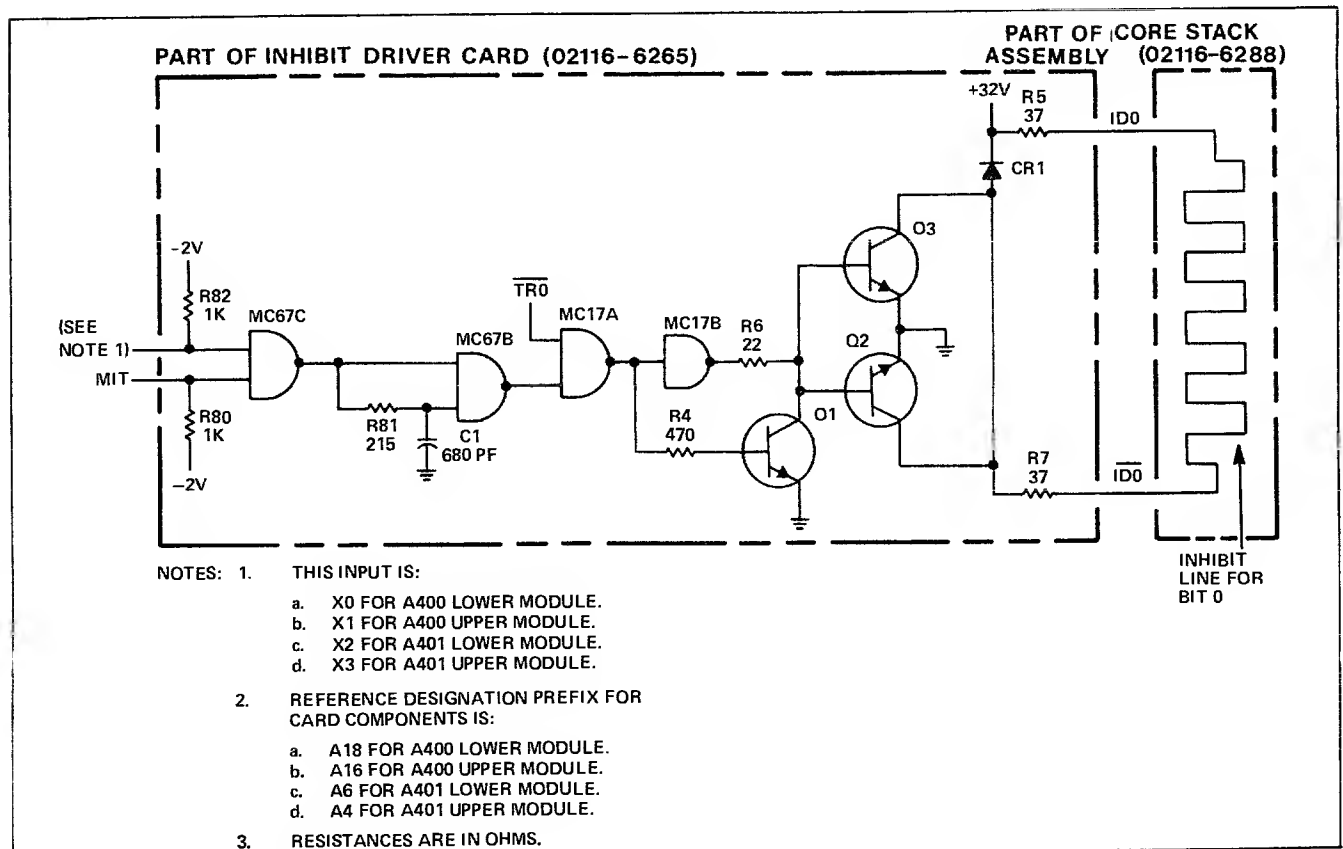 PART OF INHIBIT DRIVER CARD (02116-6265)
PART OF CORE STACK
ASSEMBLY (02116-6288)
+32V
R5
37
ID0
CR1
Q3
-2V
R82
1K
MC67C
TR0
MC17A
MC67B
MC17B
R6
22
Q2
(SEE
NOTE 1)
MIT
R80
1K
-2V
R81
215
C1
680 PF
R4
470
Q1
R7
37
ID0
INHIBIT
LINE FOR
BIT 0
NOTES: 1. THIS INPUT IS:
a. X0 FOR A400 LOWER MODULE.
b. X1 FOR A400 UPPER MODULE.
c. X2 FOR A401 LOWER MODULE.
d. X3 FOR A401 UPPER MODULE.
2. REFERENCE DESIGNATION PREFIX FOR
CARD COMPONENTS IS:
a. A18 FOR A400 LOWER MODULE.
b. A16 FOR A400 UPPER MODULE.
c. A6 FOR A401 LOWER MODULE.
d. A4 FOR A401 UPPER MODULE.
3. RESISTANCES ARE IN OHMS.